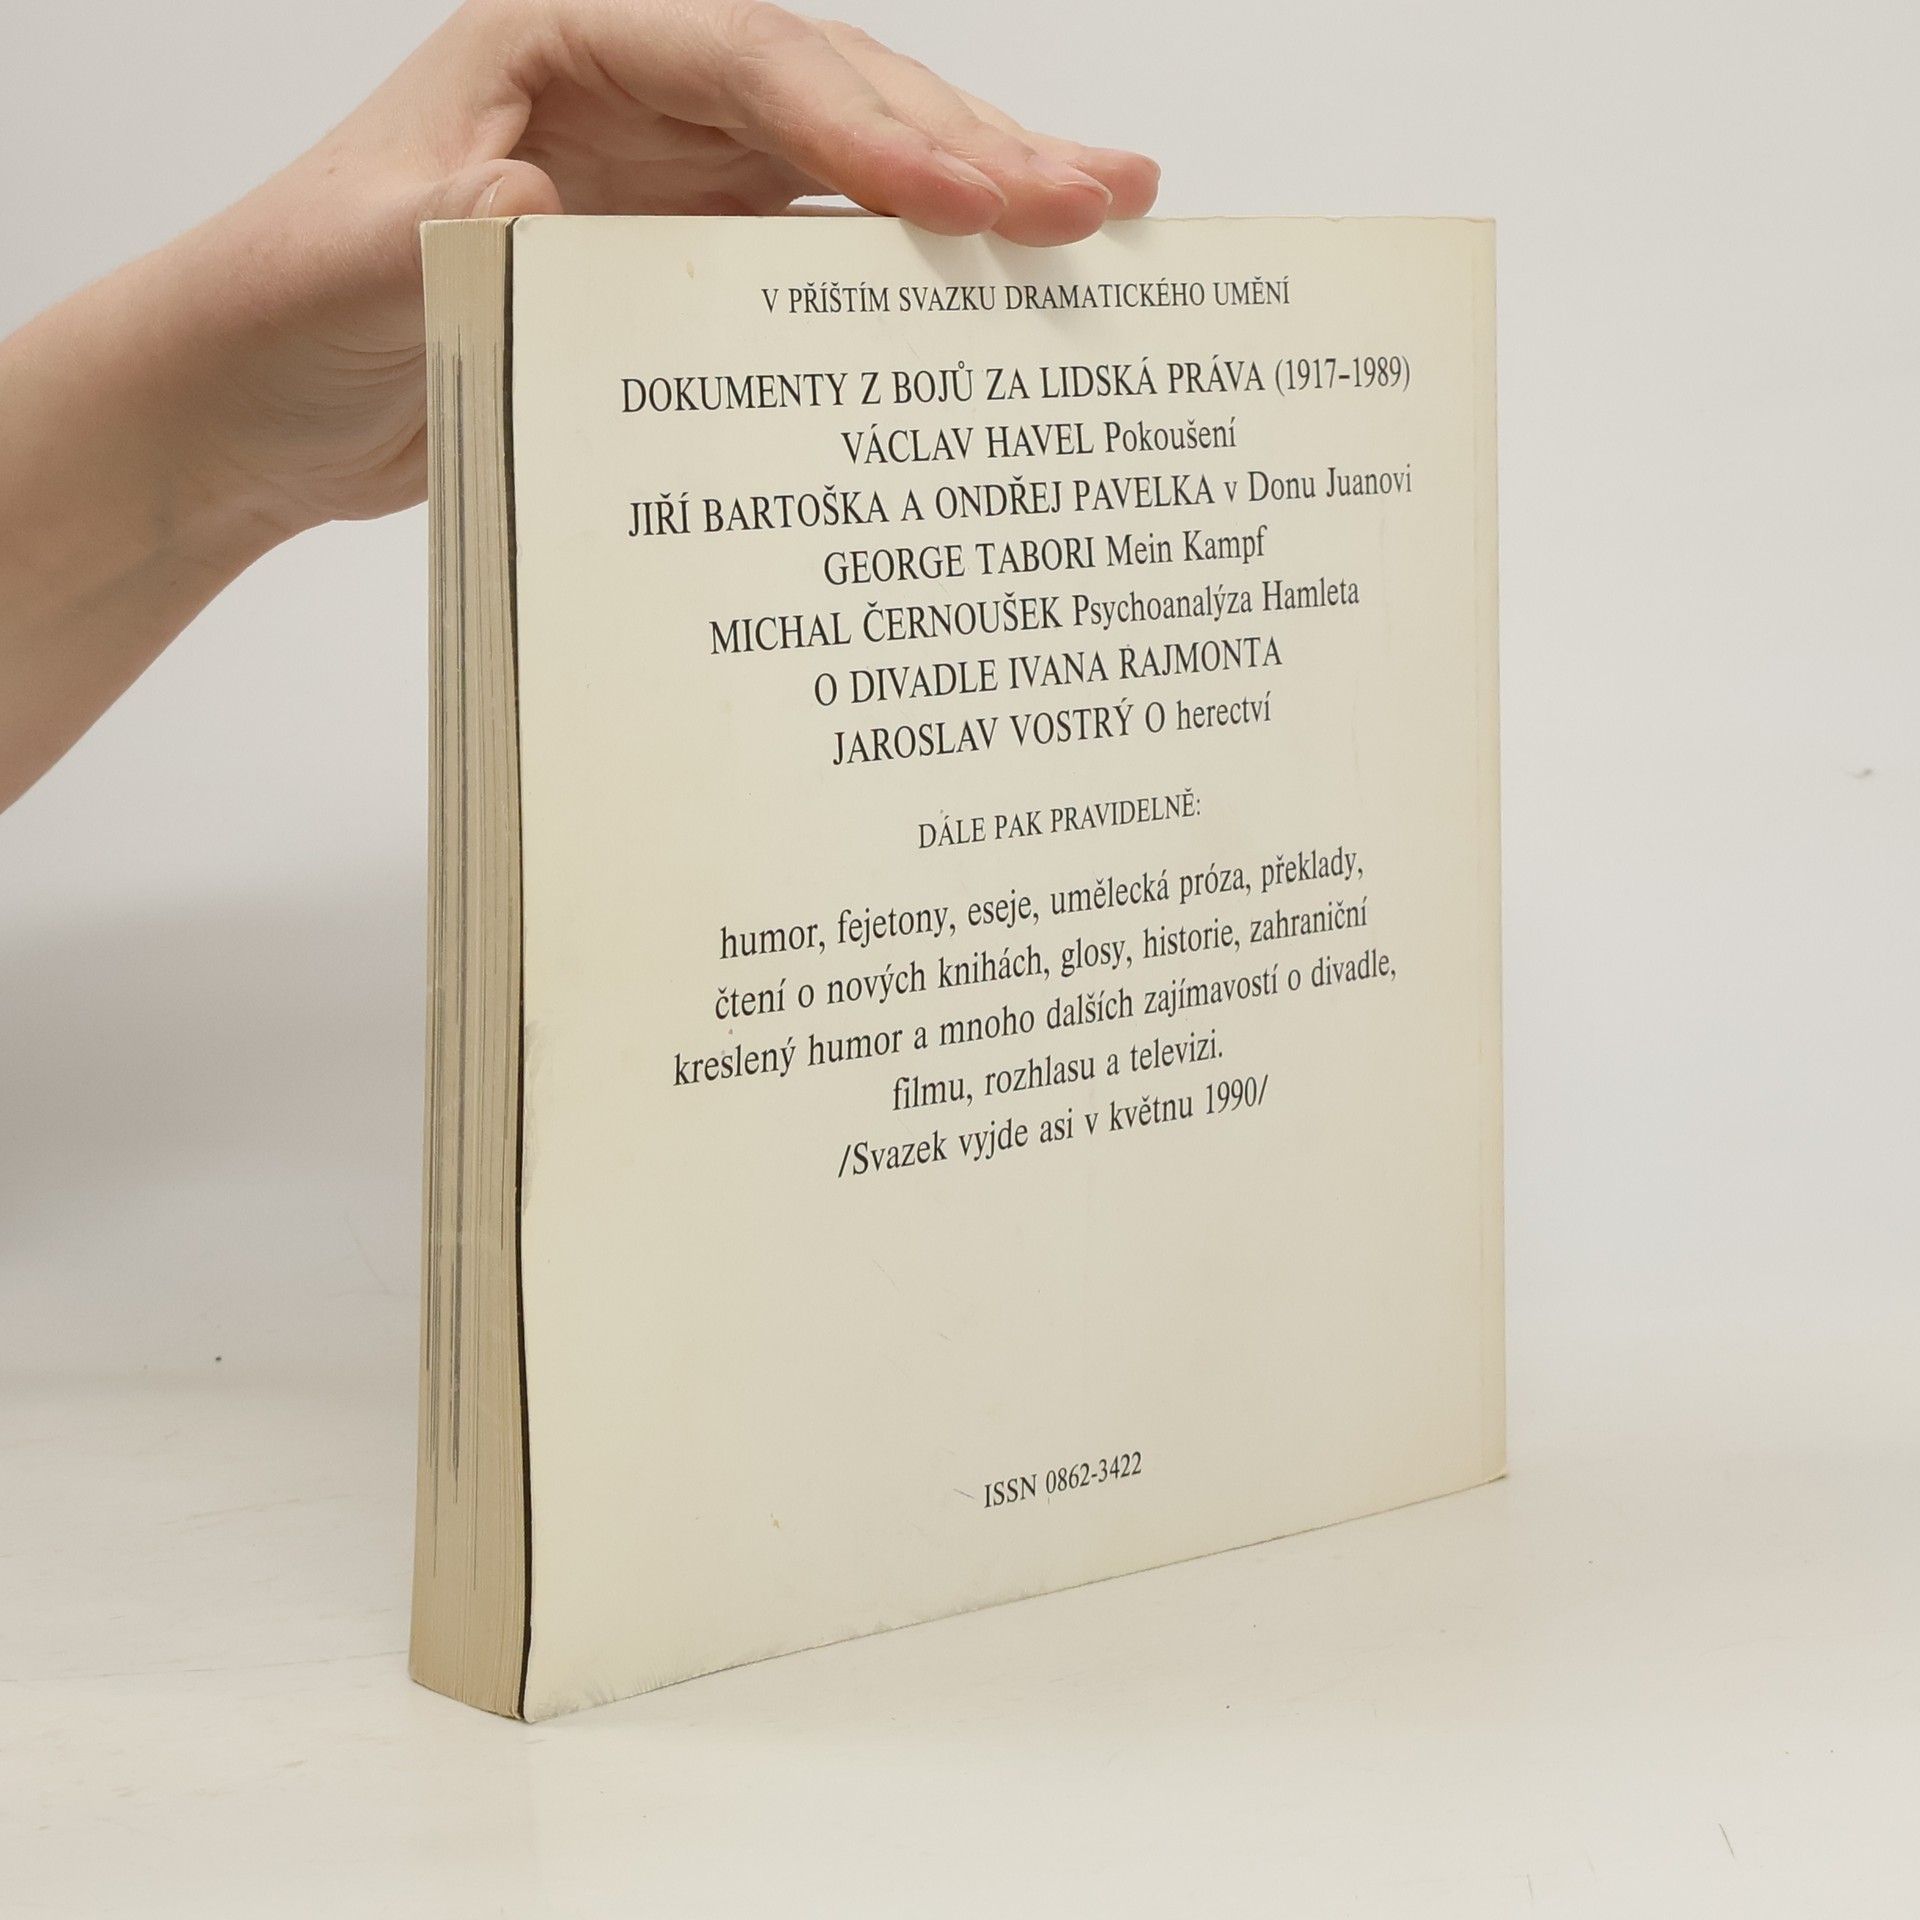 V PŘÍŠTÍM SVAZKU DRAMATICKÉHO UMĚNÍ
DOKUMENTY Z BOJŮ ZA LIDSKÁ PRÁVA (1917–1989)
VÁCLAV HAVEL Pokoušení
JIŘÍ BARTOŠKA A ONDŘEJ PAVELKA v Donu Juanovi
GEORGE TABORI Mein Kampf
MICHAL ČERNOUŠEK Psychoanalýza Hamleta
O DIVADLE IVANA RAJMONTA
JAROSLAV VOSTRÝ O herectví
DÁLE PAK PRAVIDELNĚ:
humor, fejetony, eseje, umělecká próza, překlady,
čtení o nových knihách, glosy, historie, zahraniční
kreslený humor a mnoho dalších zajímavostí o divadle,
filmu, rozhlasu a televizi.
/Svazek vyjde asi v květnu 1990/
ISSN 0862-3422